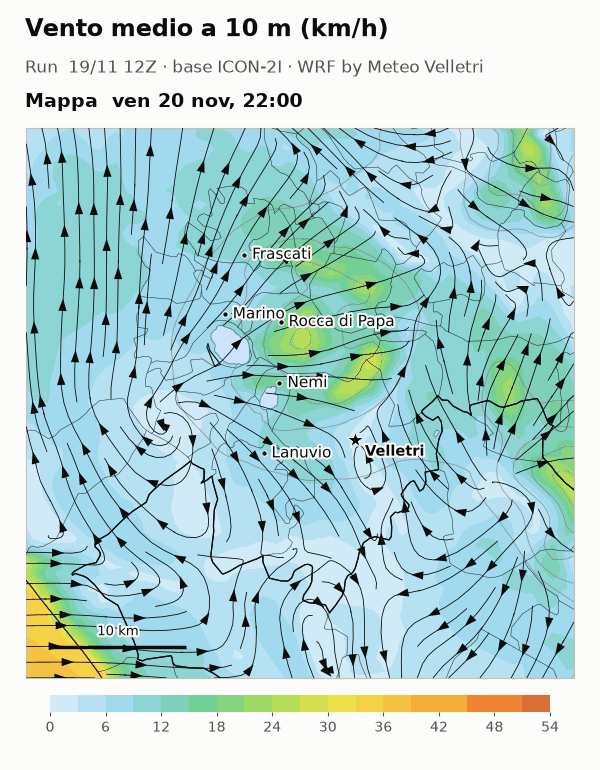 Vento medio a 10 m (km/h)
Run  19/11 12Z · base ICON-2I · WRF by Meteo Velletri
Mappa  ven 20 nov, 22:00
Frascati
Marino
Rocca di Papa
Nemi
Lanuvio
Velletri
10 km
0 6 12 18 24 30 36 42 48 54